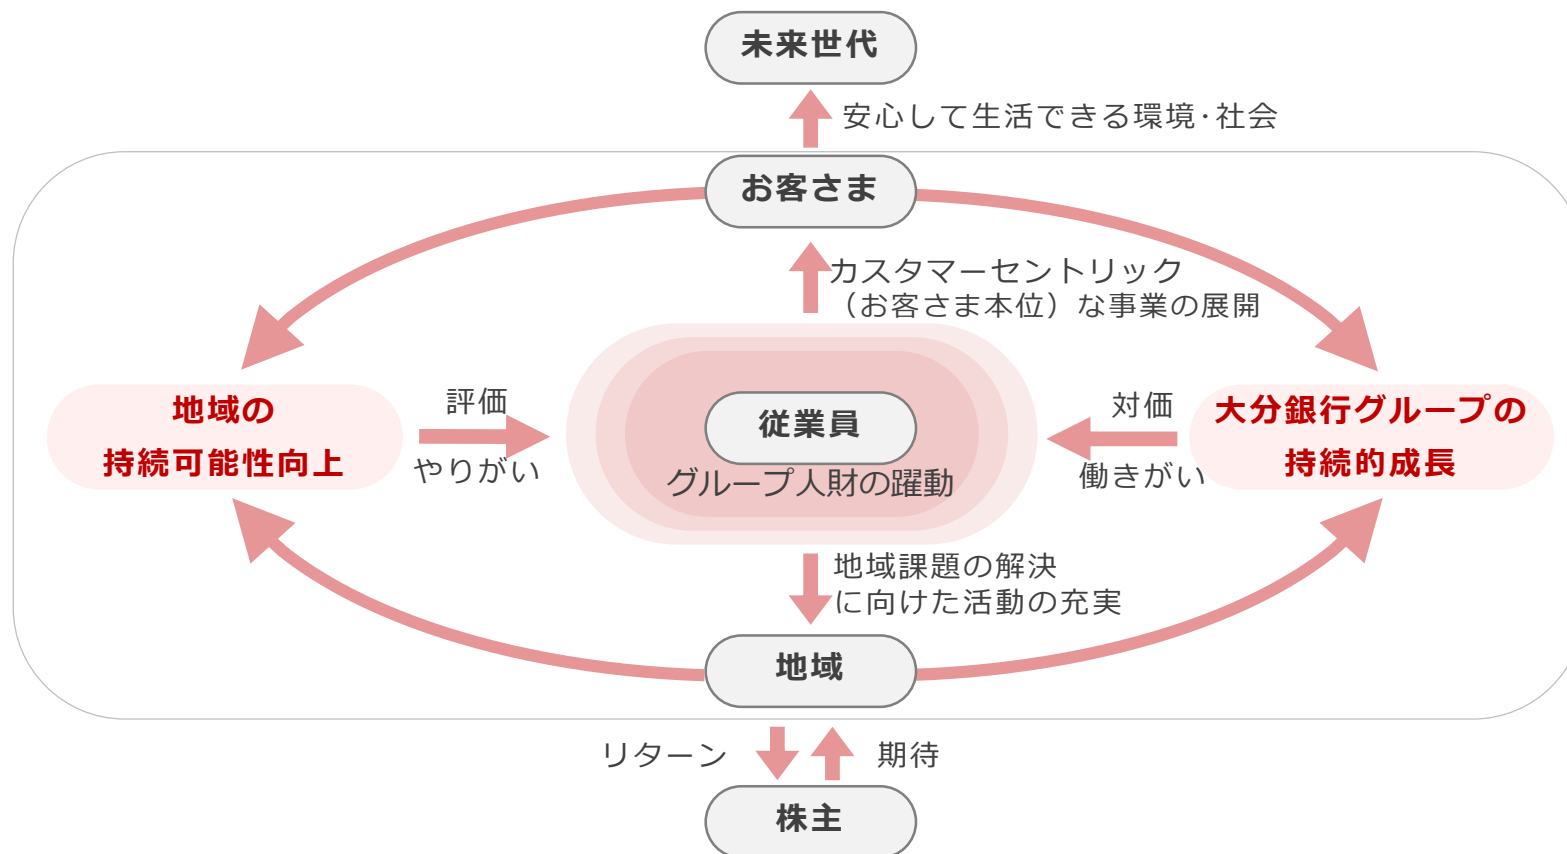 未来世代
安心して生活できる環境･社会
お客さま
カスタマーセントリック
（お客さま本位）な事業の展開
地域の
持続可能性向上
評価
やりがい
従業員
グループ人財の躍動
対価
働きがい
大分銀行グループの
持続的成長
地域課題の解決
に向けた活動の充実
地域
リターン
期待
株主